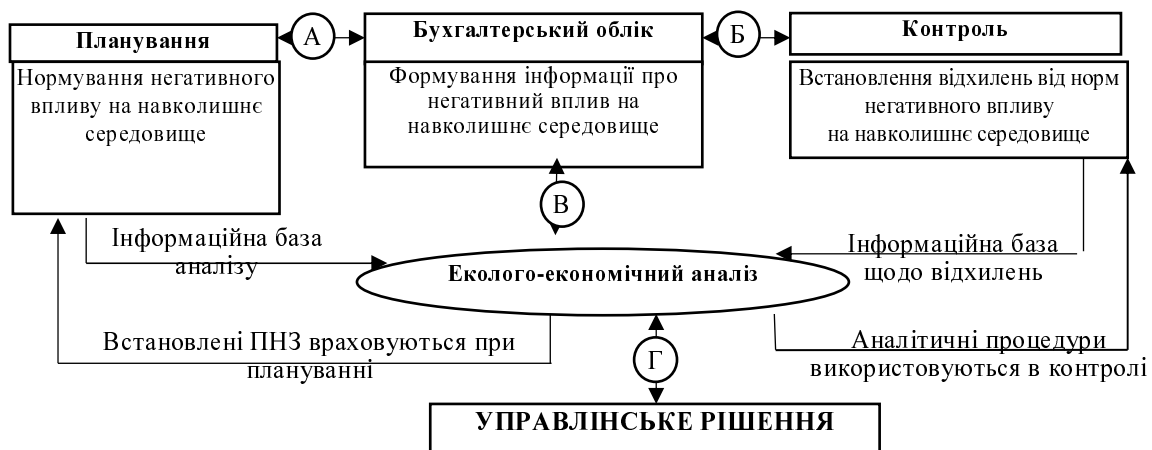 Планування
А
Бухгалтерський облік
Б
Контроль
Нормування негативного
впливу на навколишнє
середовище
Формування інформації про
негативний вплив на
навколишнє середовище
Встановлення відхилень від норм
негативного впливу
на навколишнє середовище
В
Інформаційна база
аналізу
Інформаційна база
щодо відхилень
Еколого-економічний аналіз
Встановлені ПНЗ враховуються при
плануванні
Г
Аналітичні процедури
використовуються в контролі
УПРАВЛІНСЬКЕ РІШЕННЯ